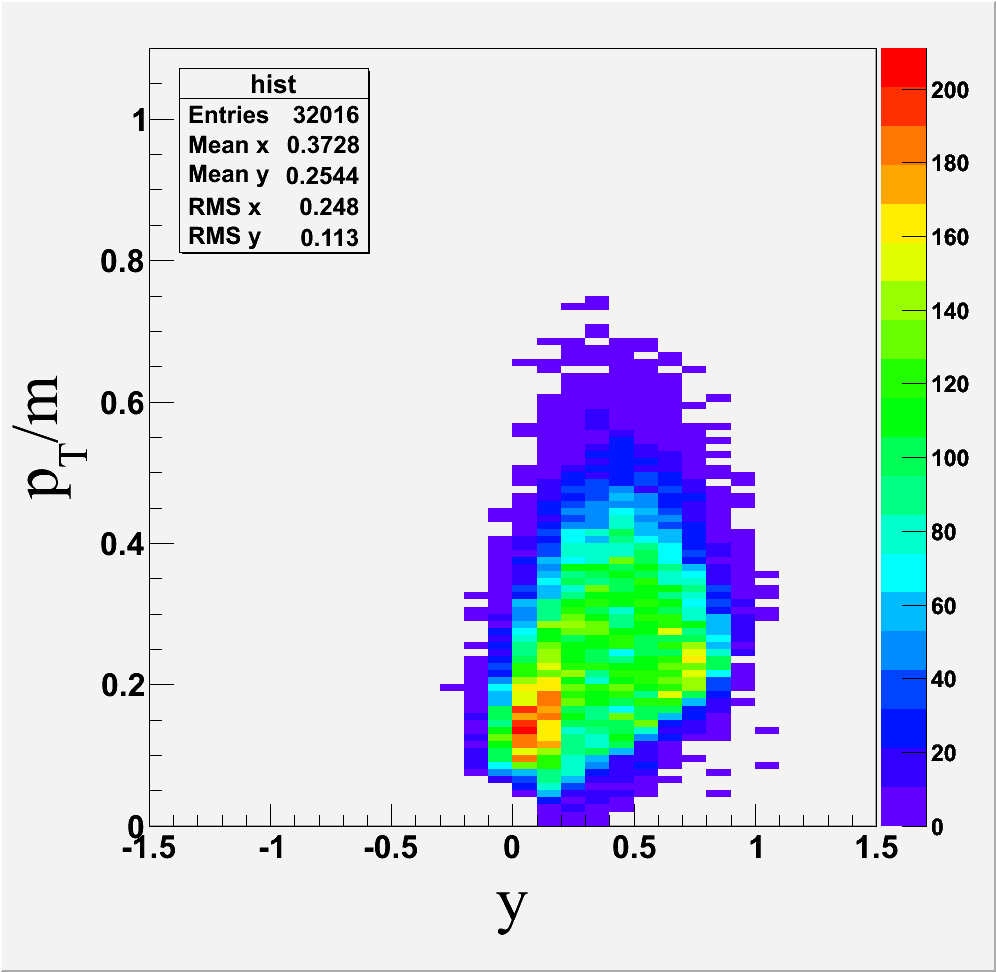 hist
Entries 32016
Mean x 0.3728
Mean y 0.2544
RMS x 0.248
RMS y 0.113
1
0.8
0.6
0.4
0.2
0
p_T/m
-1.5 -1 -0.5 0 0.5 1 1.5
y
200
180
160
140
120
100
80
60
40
20
0